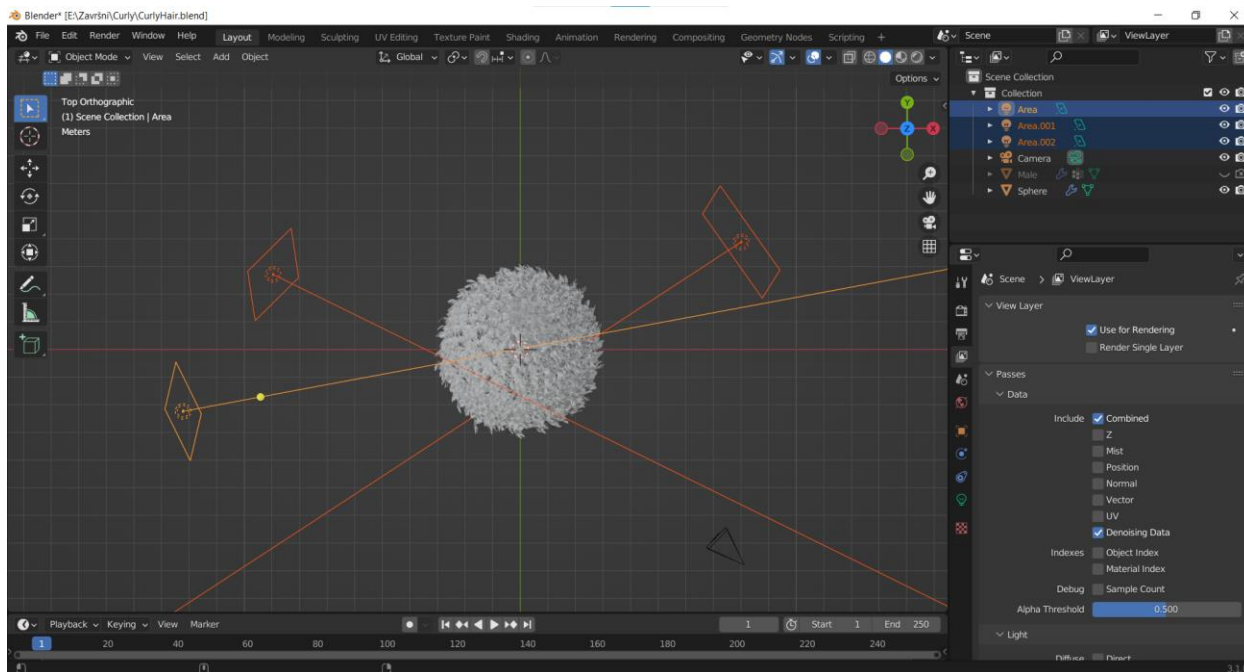 Blender* [E:\Završni\Curly\CurlyHair.blend]
File Edit Render Window Help Layout Modeling Sculpting UV Editing Texture Paint Shading Animation Rendering Compositing Geometry Nodes Scripting + Scene ViewLayer
Object Mode View Select Add Object Global
Options
Top Orthographic
(1) Scene Collection | Area
Meters
Y
Z
X
Scene Collection
Collection
Area
Area.001
Area.002
Camera
Male
Sphere
Scene > ViewLayer
View Layer
Use for Rendering
Render Single Layer
Passes
Data
Include Combined
Z
Mist
Position
Normal
Vector
UV
Denoising Data
Indexes Object Index
Material Index
Debug Sample Count
Alpha Threshold 0.500
Light
Diffuse Direct
Playback Keying View Marker 1 Start 1 End 250
1 20 40 60 80 100 120 140 160 180 200 220 240